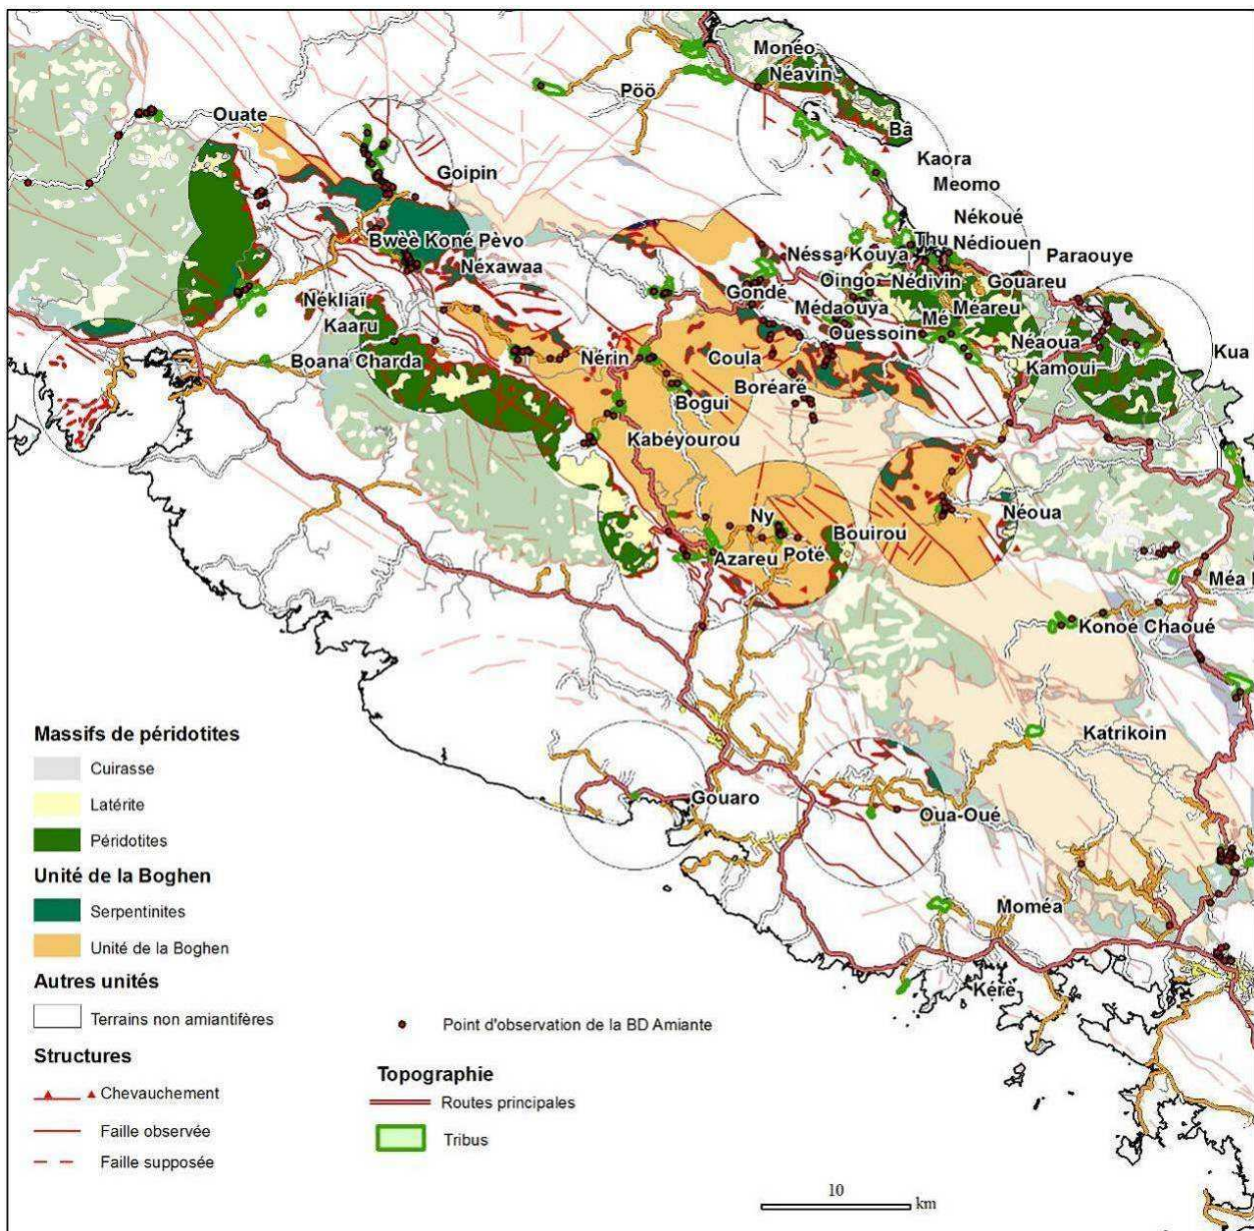 Monéo
Néavin
Pöö
Bâ
Ouate
Kaora
Goipin
Meomo
Nékoué
Bwèè Koné Pèvo
Thu
Nédiouen
Néssa Kouya
Paraouye
Néxawaa
Oingo
Nédivin
Gouareu
Gondé
Nékliaï
Médaouya
Méareu
Kaaru
Ouessoin
Mé
Néaoua
Kua
Boana Charda
Nérin
Coula
Kamoui
Boréaré
Bogui
Kabéyourou
Ny
Néoua
Bouirou
Azareu
Poté
Méa
Konoé Chaoué
Katrikoin
Gouaro
Oua-Oué
Moméa
Kéré
Massifs de péridotites
Cuirasse
Latérite
Péridotites
Unité de la Boghen
Serpentinites
Unité de la Boghen
Autres unités
Terrains non amiantifères
Structures
Chevauchement
Faille observée
Faille supposée
Point d'observation de la BD Amiante
Topographie
Routes principales
Tribus
10
km